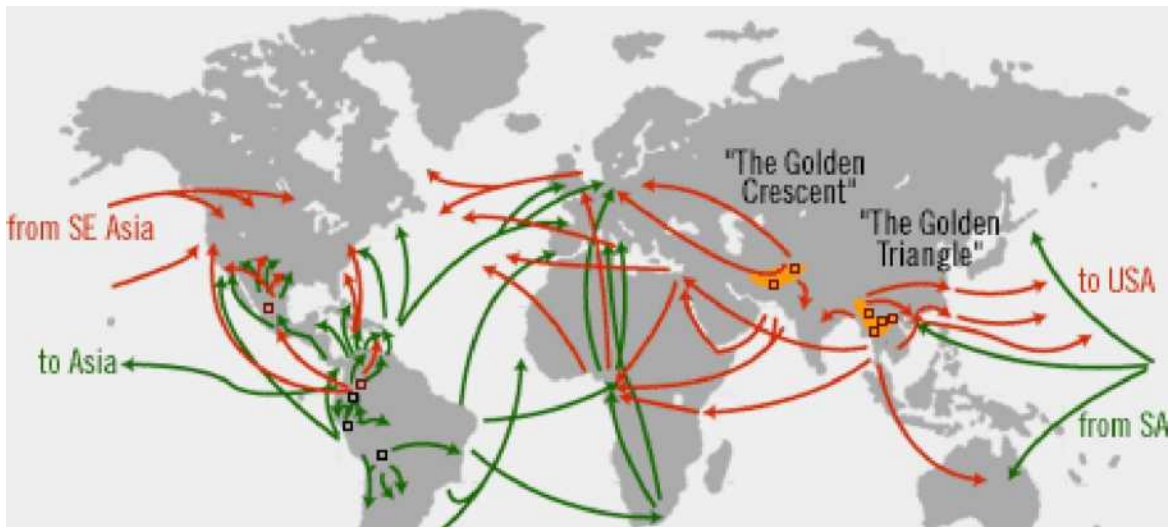 "The Golden
Crescent"
"The Golden
Triangle"
from SE Asia
to USA
to Asia
from SA